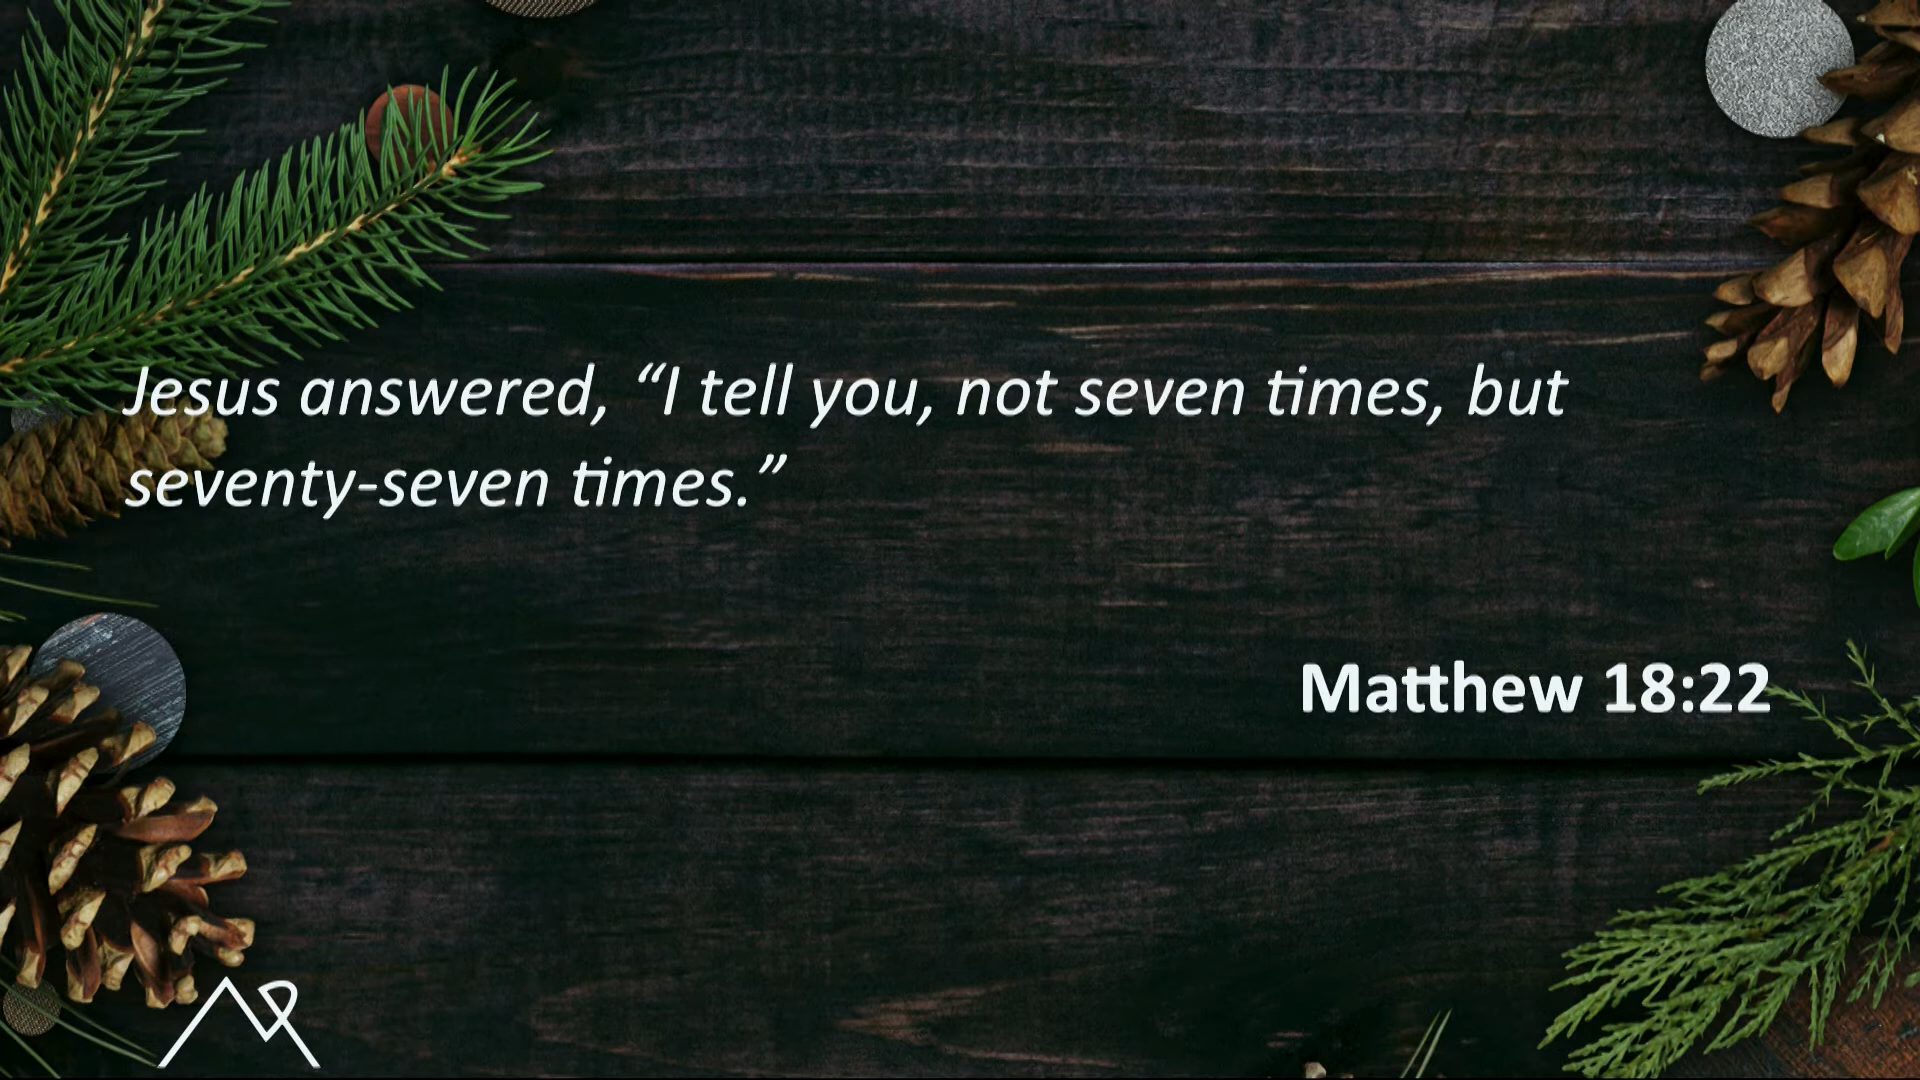 Jesus answered, “I tell you, not seven times, but
seventy-seven times.”
Matthew 18:22